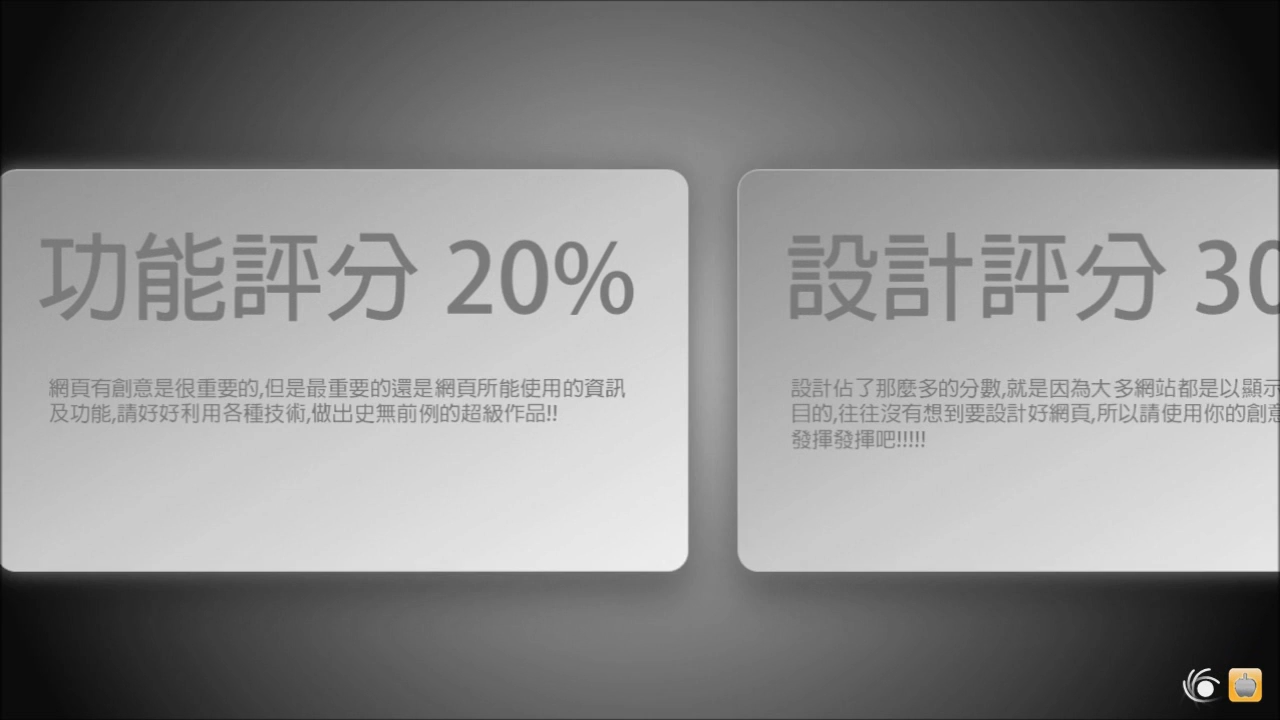 功能評分 20%
網頁有創意是很重要的,但是最重要的還是網頁所能使用的資訊
及功能,請好好利用各種技術,做出史無前例的超級作品!!
設計評分 30
設計佔了那麼多的分數,就是因為大多網站都是以顯示
目的,往往沒有想到要設計好網頁,所以請使用你的創意
發揮發揮吧!!!!!